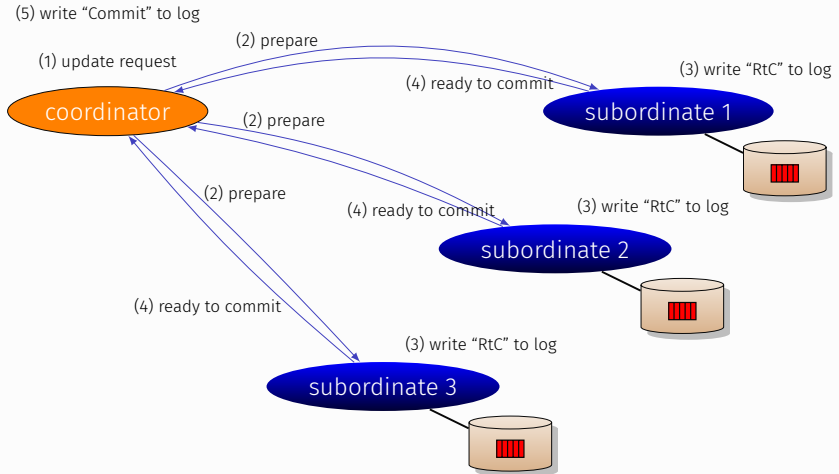 (5) write “Commit” to log
(2) prepare
(1) update request
(4) ready to commit
(3) write “RtC” to log
coordinator
subordinate 1
(2) prepare
(2) prepare
(4) ready to commit
(3) write “RtC” to log
subordinate 2
(4) ready to commit
(3) write “RtC” to log
subordinate 3